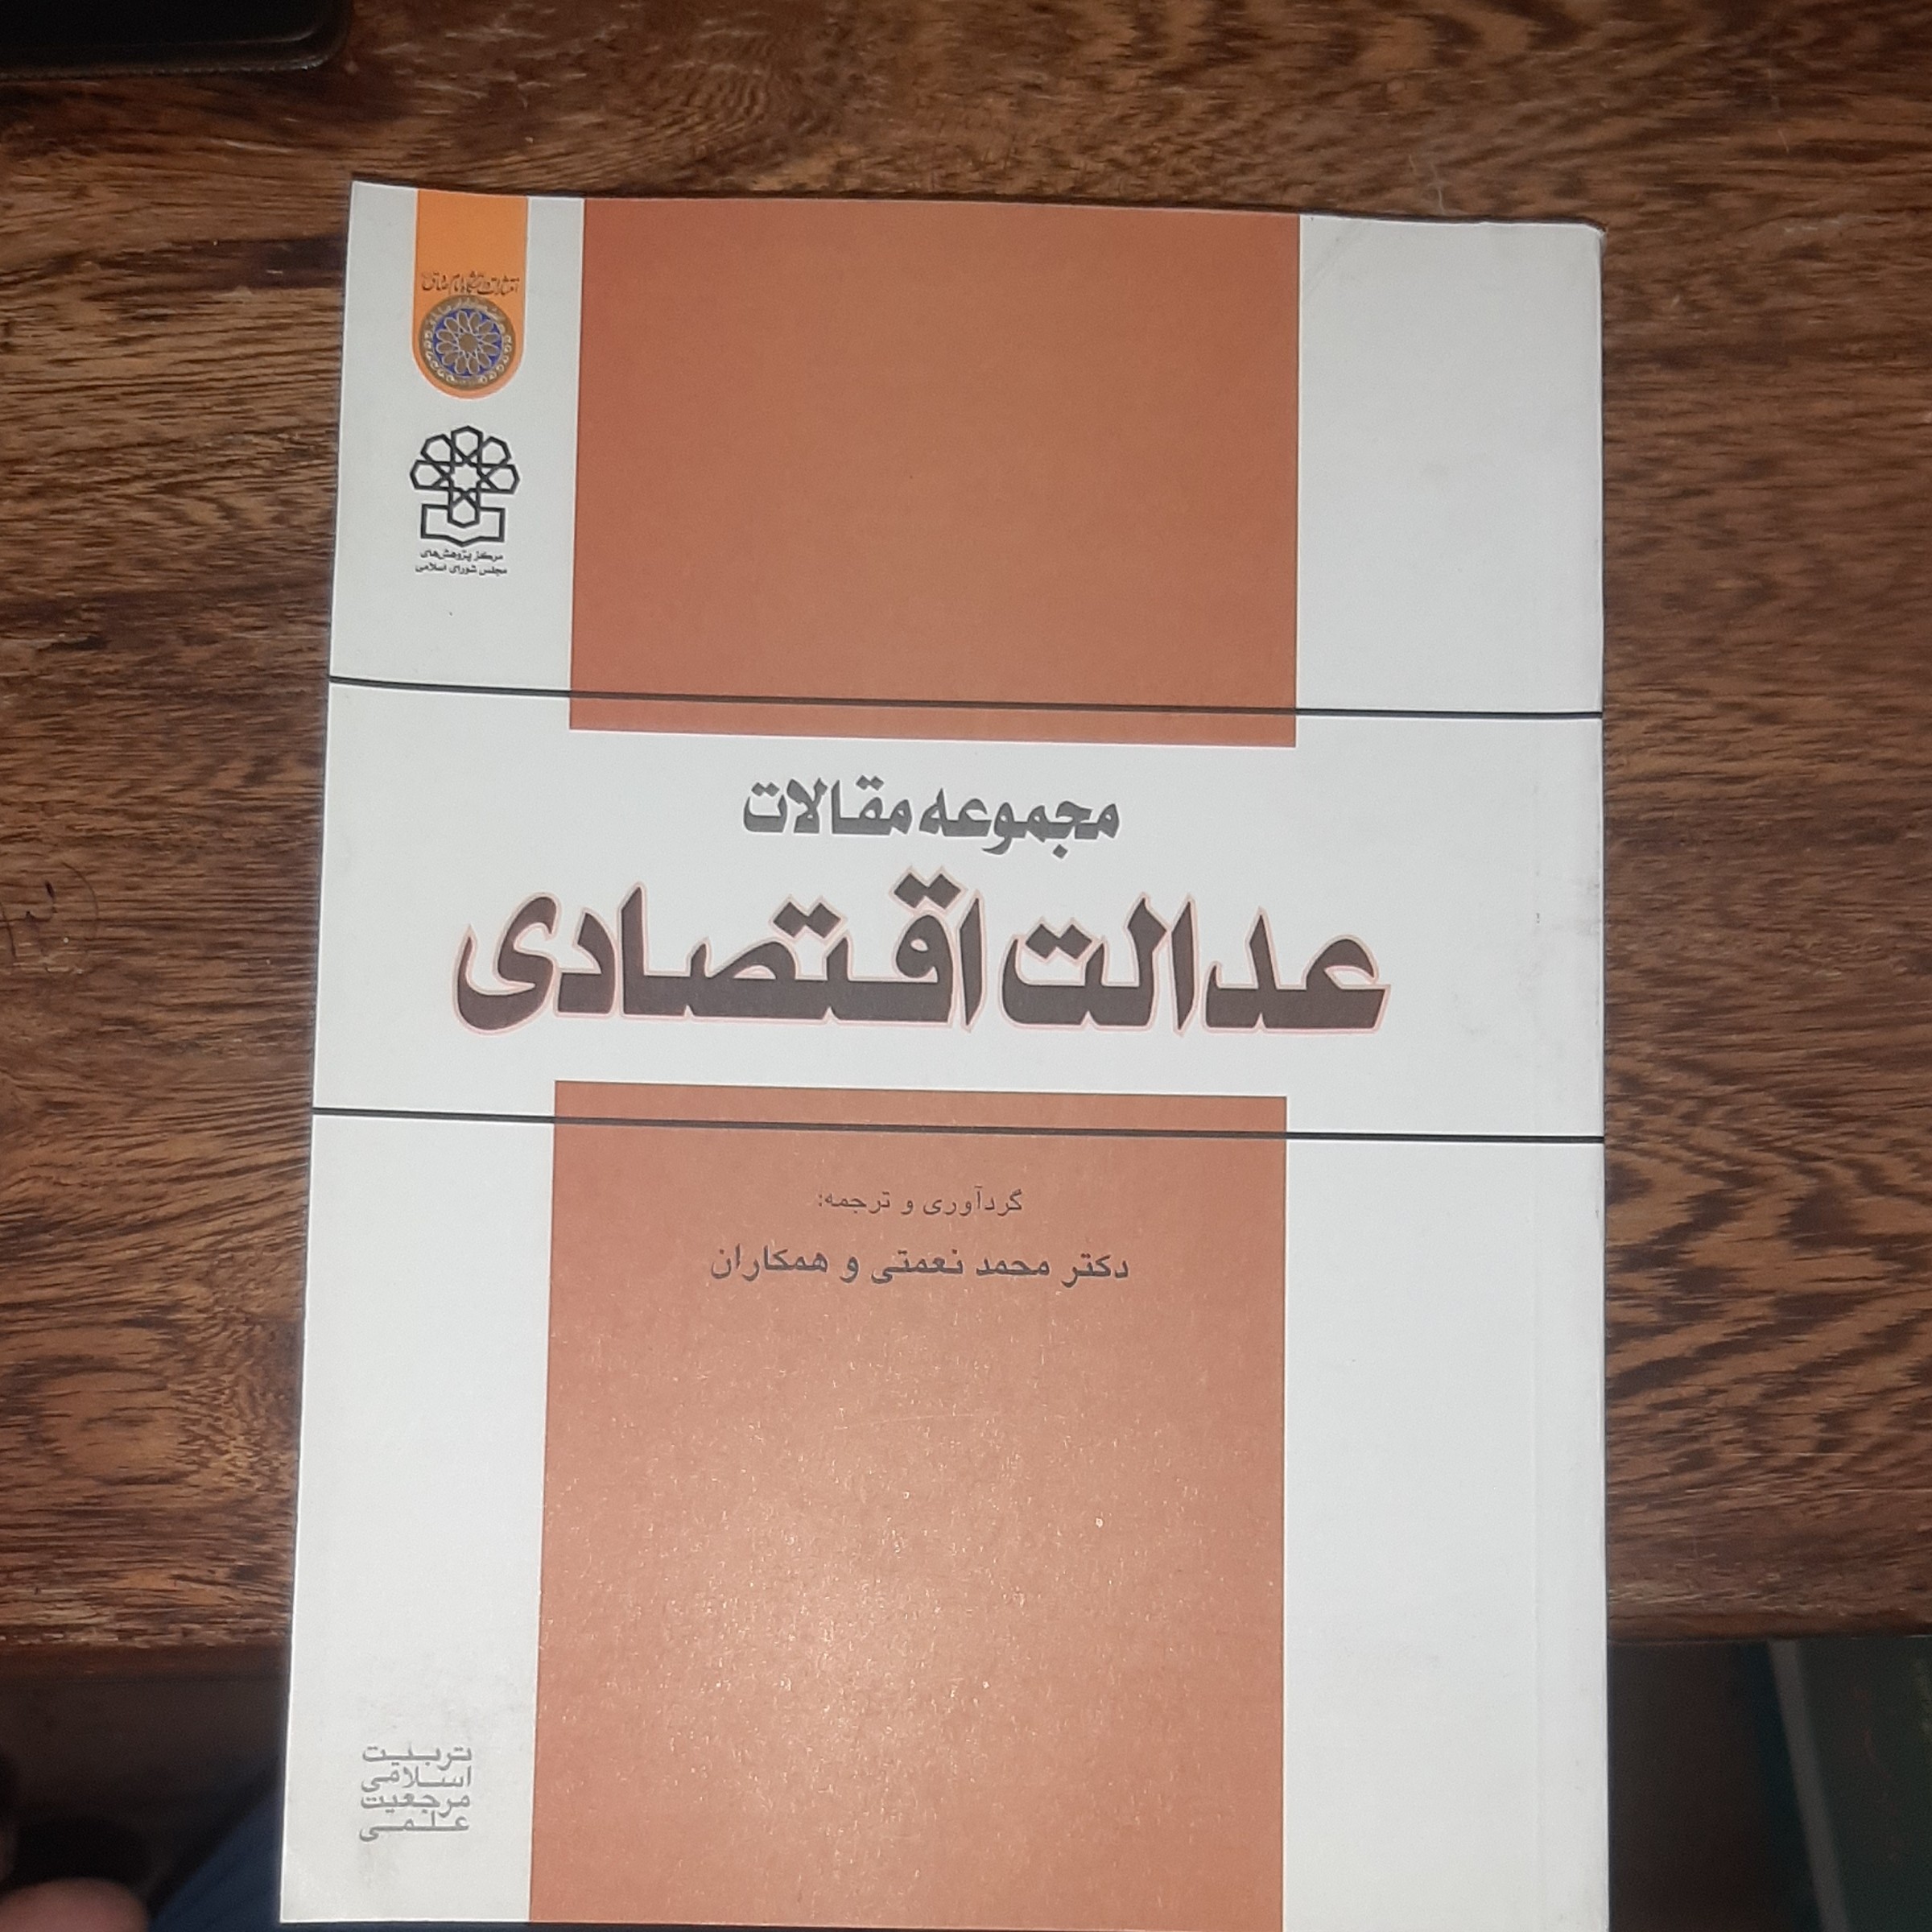 انتشارات دانشگاه امام صادق
مرکز پژوهش‌های
مجلس شورای اسلامی
مجموعه مقالات
عدالت اقتصادی
گردآوری و ترجمه:
دکتر محمد نعمتی و همکاران
تربیت
اسلامی
مرجعیت
علمی